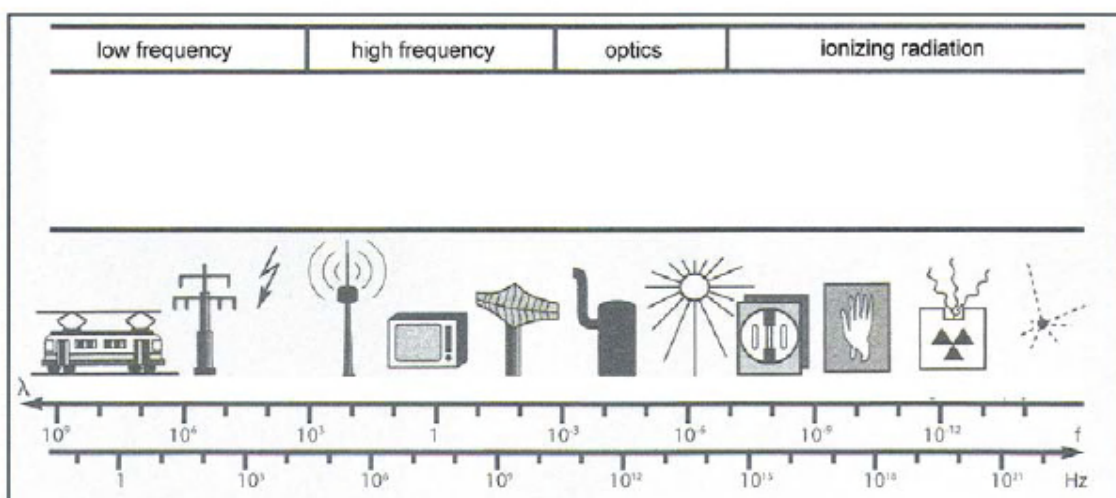 low frequency high frequency optics ionizing radiation
λ
10⁹ 10⁶ 10³ 1 10⁻³ 10⁻⁶ 10⁻⁹ 10⁻¹² f
1 10³ 10⁶ 10⁹ 10¹² 10¹⁵ 10¹⁸ 10²¹ Hz